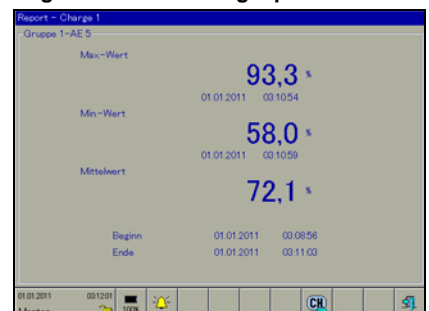 Report - Charge 1
Gruppe 1-AE 5
Max.-Wert
93,3 %
01.01.2011 03:10:54
Min.-Wert
58,0 %
01.01.2011 03:10:59
Mittelwert
72,1 %
Beginn 01.01.2011 03:08:56
Ende 01.01.2011 03:11:03
01.01.2011 03:12:01
100%
CH